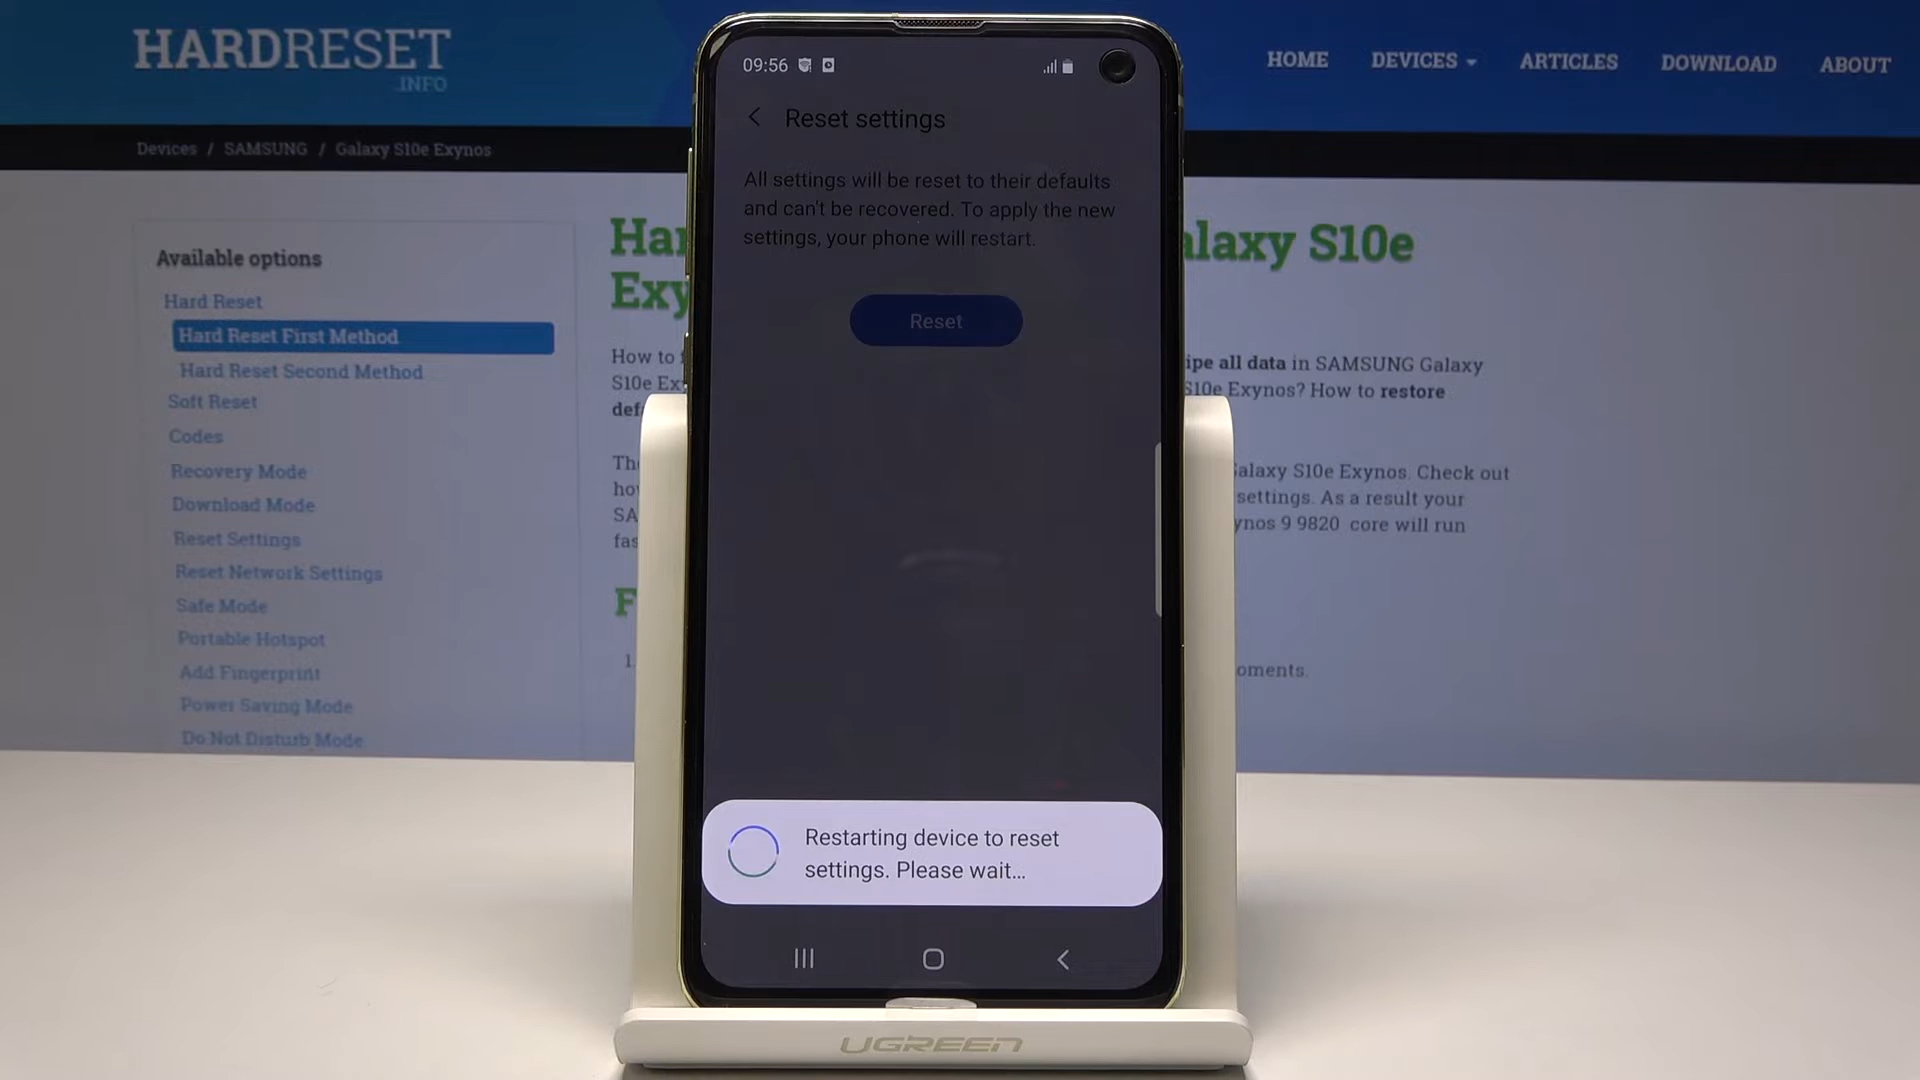 HARDRESET
.INFO
HOME DEVICES ARTICLES DOWNLOAD ABOUT
Devices / SAMSUNG / Galaxy S10e Exynos
Available options
Hard Reset
Hard Reset First Method
Hard Reset Second Method
Soft Reset
Codes
Recovery Mode
Download Mode
Reset Settings
Reset Network Settings
Safe Mode
Portable Hotspot
Add Fingerprint
Power Saving Mode
Do Not Disturb Mode
09:56
Reset settings
All settings will be reset to their defaults
and can't be recovered. To apply the new
settings, your phone will restart.
Reset
Restarting device to reset
settings. Please wait...
UGREEN
S10e
How to
S10e
all data in SAMSUNG Galaxy
S10e Exynos? How to restore
Exynos. Check out
settings. As a result your
9 9820 core will run
1.